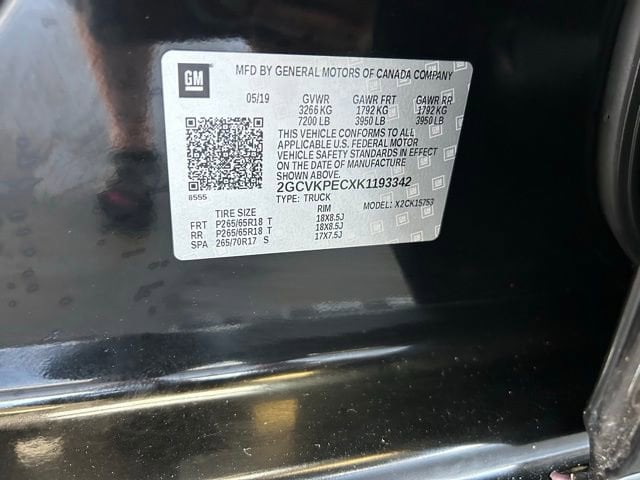 GM
MFD BY GENERAL MOTORS OF CANADA COMPANY
05/19 GVWR GAWR FRT GAWR RR
3266 KG 1792 KG 1792 KG
7200 LB 3950 LB 3950 LB
THIS VEHICLE CONFORMS TO ALL
APPLICABLE U.S. FEDERAL MOTOR
VEHICLE SAFETY STANDARDS IN EFFECT
ON THE DATE OF MANUFACTURE
SHOWN ABOVE.
8555 2GCVKPECXK1193342
TYPE: TRUCK MODEL: X2CK15753
TIRE SIZE RIM
FRT P265/65R18 T 18X8.5J
RR P265/65R18 T 18X8.5J
SPA 265/70R17 S 17X7.5J